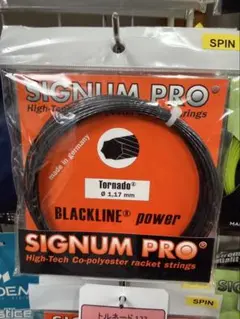 SPIN
SIGNUM PRO®
High-Tech Co-polyester racket strings
made in germany
Tornado®
Ø 1,17 mm
BLACKLINE® power
SIGNUM PRO®
High-Tech Co-polyester racket strings
SPIN
トルネード